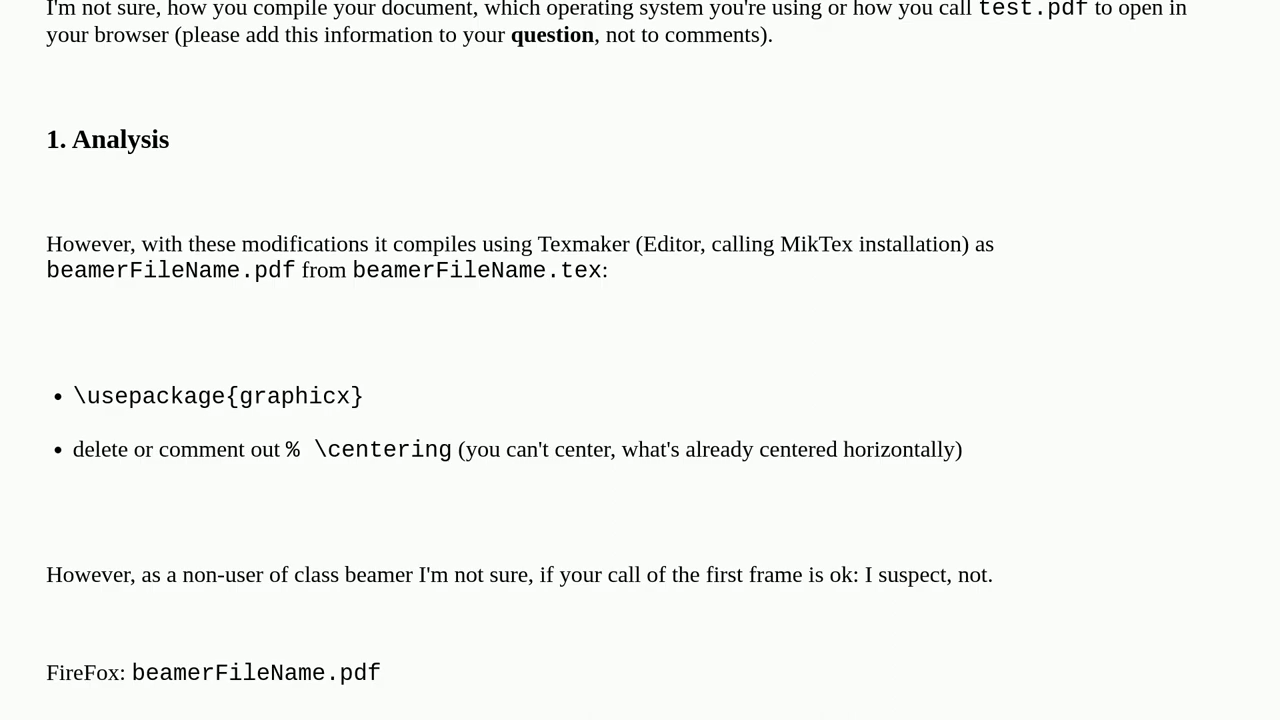 I'm not sure, how you compile your document, which operating system you're using or how you call test.pdf to open in
your browser (please add this information to your question, not to comments).
1. Analysis
However, with these modifications it compiles using Texmaker (Editor, calling MikTex installation) as
beamerFileName.pdf from beamerFileName.tex:
• \usepackage{graphicx}
• delete or comment out % \centering (you can't center, what's already centered horizontally)
However, as a non-user of class beamer I'm not sure, if your call of the first frame is ok: I suspect, not.
FireFox: beamerFileName.pdf